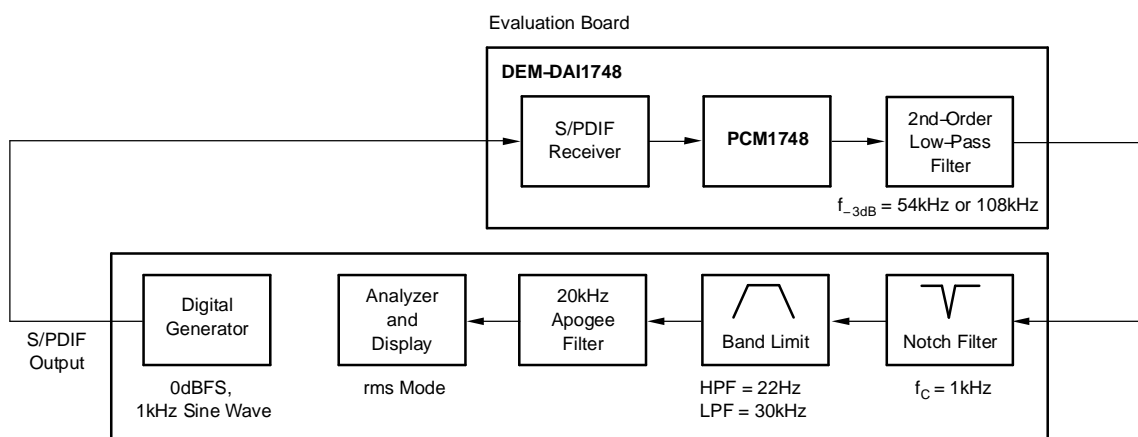 Evaluation Board
DEM−DAI1748
S/PDIF
Receiver
PCM1748
2nd−Order
Low−Pass
Filter
f−3dB = 54kHz or 108kHz
S/PDIF
Output
Digital
Generator
0dBFS,
1kHz Sine Wave
Analyzer
and
Display
rms Mode
20kHz
Apogee
Filter
Band Limit
HPF = 22Hz
LPF = 30kHz
Notch Filter
fC = 1kHz